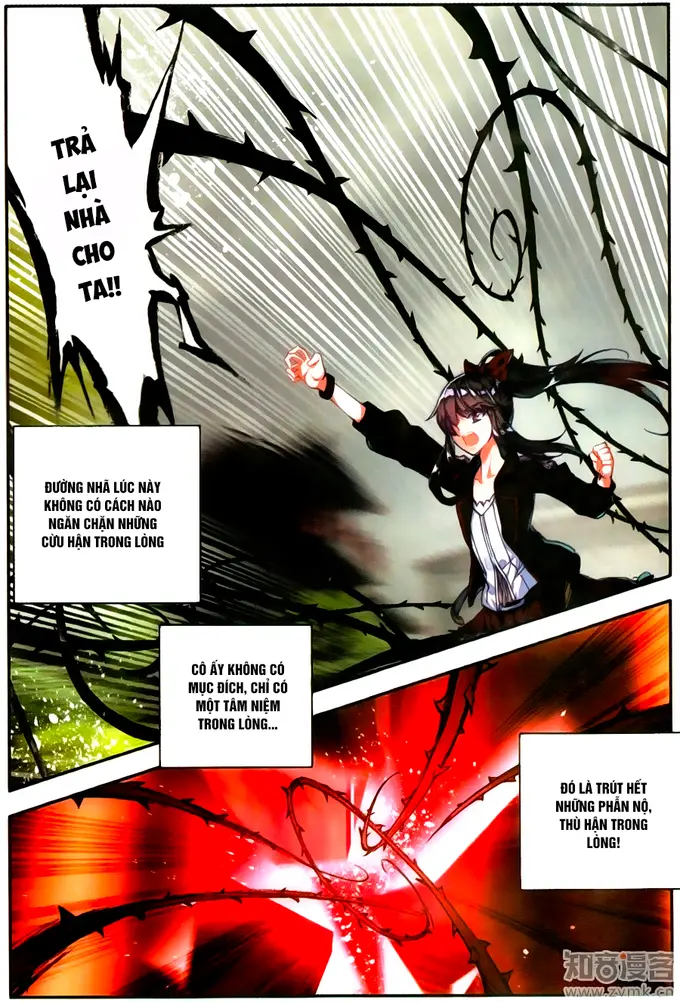 TRẢ
LẠI
NHÀ
CHO
TA!!
ĐƯỜNG NHÃ LÚC NÀY
KHÔNG CÓ CÁCH NÀO
NGĂN CHẶN NHỮNG
CỪU HẬN TRONG LÒNG
CÔ ẤY KHÔNG CÓ
MỤC ĐÍCH, CHỈ CÓ
MỘT TÂM NIỆM
TRONG LÒNG...
ĐÓ LÀ TRÚT HẾT
NHỮNG PHẪN NỘ,
THÙ HẬN TRONG
LÒNG!
知音漫客
www.zymk.cn